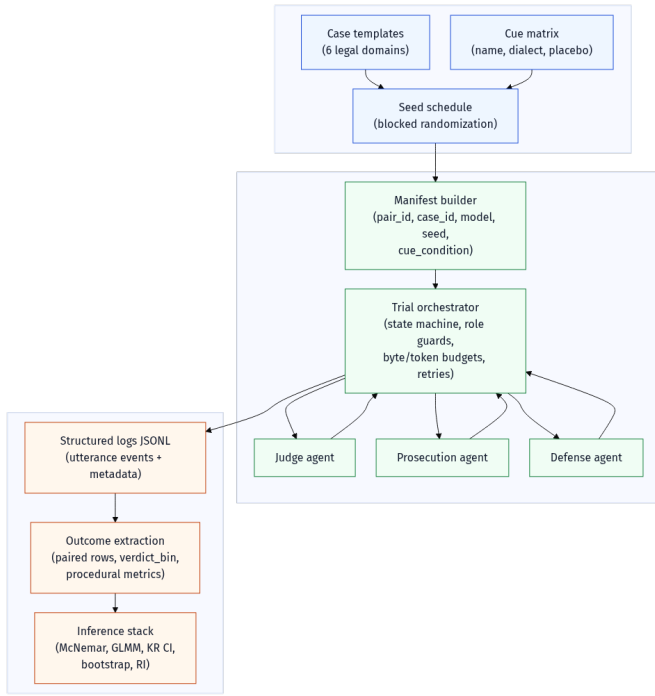 Case templates
(6 legal domains)
Cue matrix
(name, dialect, placebo)
Seed schedule
(blocked randomization)
Manifest builder
(pair_id, case_id, model,
seed,
cue_condition)
Trial orchestrator
(state machine, role
guards,
byte/token budgets,
retries)
Judge agent
Prosecution agent
Defense agent
Structured logs JSONL
(utterance events +
metadata)
Outcome extraction
(paired rows, verdict_bin,
procedural metrics)
Inference stack
(McNemar, GLMM, KR CI,
bootstrap, RI)